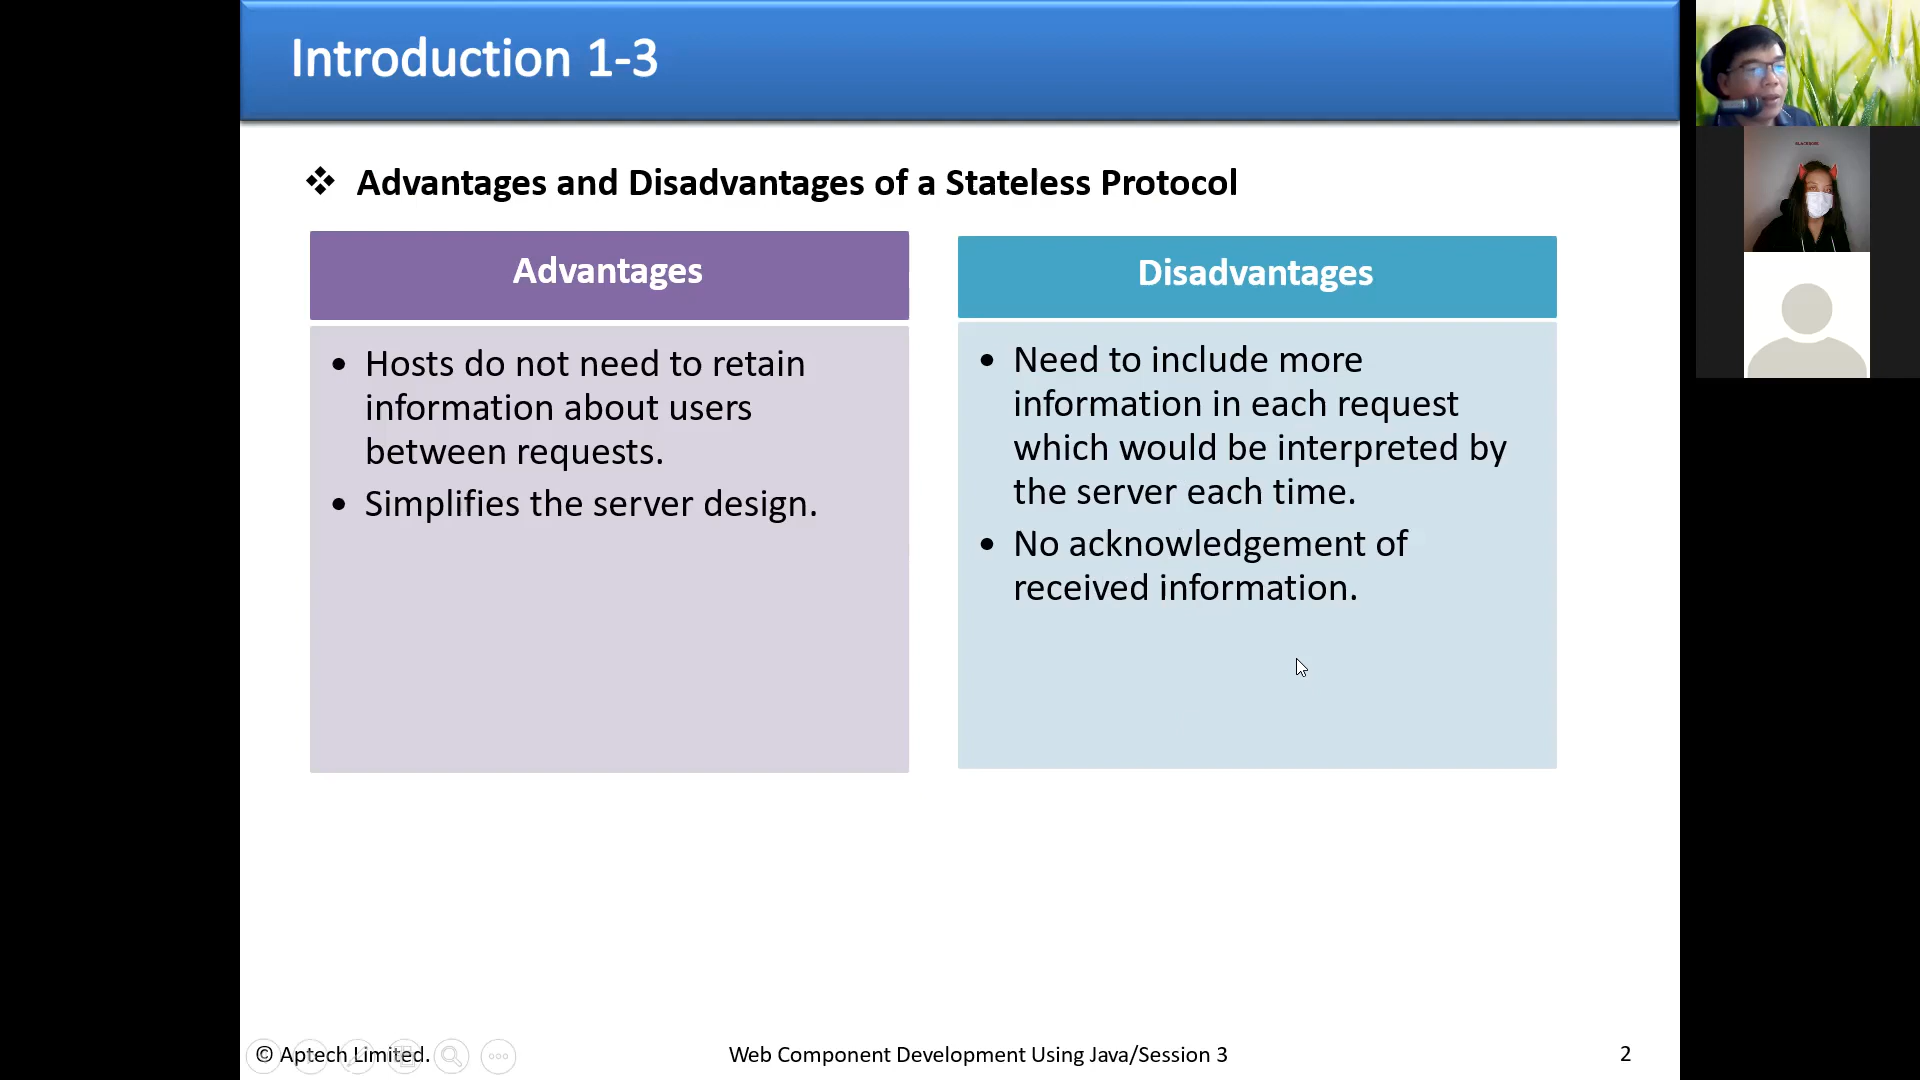 Introduction 1-3
❖ Advantages and Disadvantages of a Stateless Protocol
Advantages
• Hosts do not need to retain
information about users
between requests.
• Simplifies the server design.
Disadvantages
• Need to include more
information in each request
which would be interpreted by
the server each time.
• No acknowledgement of
received information.
© Aptech Limited.
Web Component Development Using Java/Session 3
2